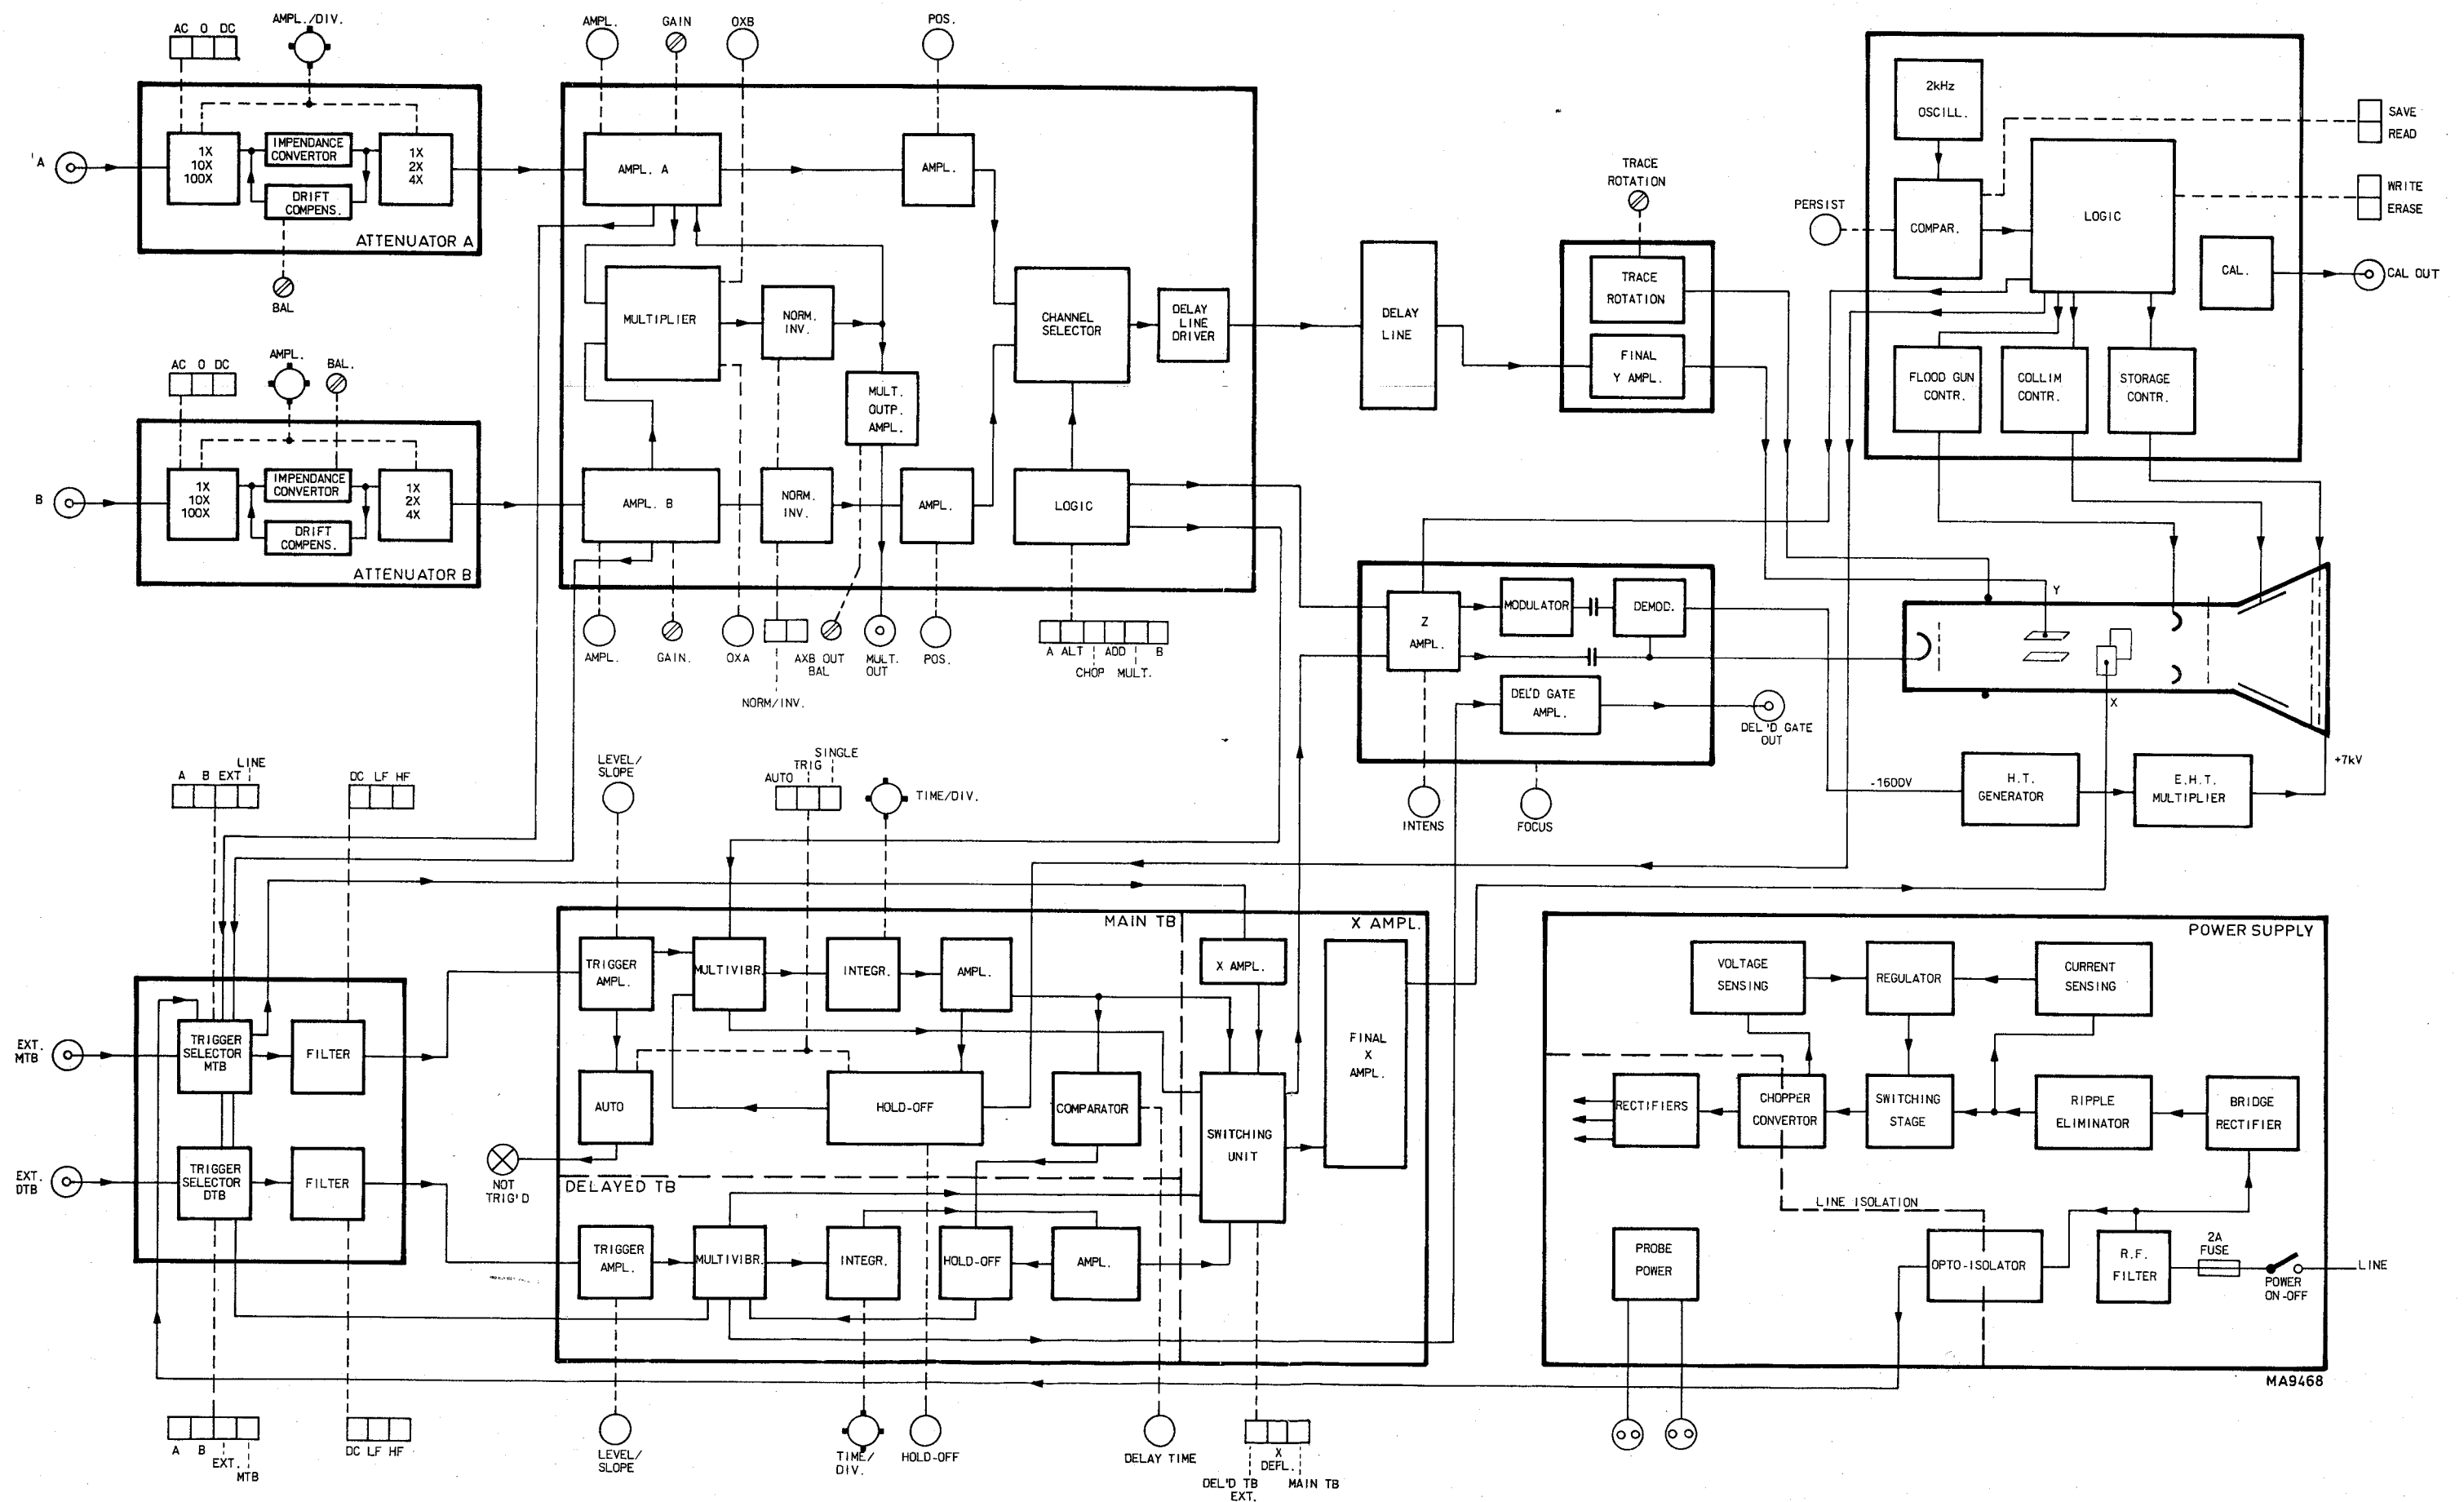 AMPL./DIV.
AC O DC
A
1X
10X
100X
IMPENDANCE
CONVERTOR
DRIFT
COMPENS.
1X
2X
4X
ATTENUATOR A
BAL
AC O DC
AMPL.
BAL.
B
1X
10X
100X
IMPENDANCE
CONVERTOR
DRIFT
COMPENS.
1X
2X
4X
ATTENUATOR B
AMPL.
GAIN
OXB
POS.
AMPL. A
AMPL.
MULTIPLIER
NORM.
INV.
MULT.
OUTP.
AMPL.
CHANNEL
SELECTOR
DELAY
LINE
DRIVER
AMPL. B
NORM.
INV.
AMPL.
LOGIC
AMPL.
GAIN.
OXA
NORM/INV.
AXB OUT
BAL
MULT.
OUT
POS.
A ALT
CHOP
ADD
MULT.
B
DELAY
LINE
TRACE
ROTATION
TRACE
ROTATION
FINAL
Y AMPL.
2kHz
OSCILL.
PERSIST
COMPAR.
LOGIC
CAL.
FLOOD GUN
CONTR.
COLLIM
CONTR.
STORAGE
CONTR.
SAVE
READ
WRITE
ERASE
CAL OUT
Z
AMPL.
MODULATOR
DEMOD.
DEL'D GATE
AMPL.
DEL'D GATE
OUT
INTENS
FOCUS
Y
X
-1600V
H.T.
GENERATOR
E.H.T.
MULTIPLIER
+7kV
LINE
A B EXT
DC LF HF
EXT.
MTB
TRIGGER
SELECTOR
MTB
FILTER
EXT.
DTB
TRIGGER
SELECTOR
DTB
FILTER
A B
EXT.
MTB
DC LF HF
LEVEL/
SLOPE
SINGLE
TRIG
AUTO
TIME/DIV.
MAIN TB
X AMPL.
TRIGGER
AMPL.
MULTIVIBR.
INTEGR.
AMPL.
X AMPL.
FINAL
X
AMPL.
AUTO
HOLD-OFF
COMPARATOR
SWITCHING
UNIT
NOT
TRIG'D
DELAYED TB
TRIGGER
AMPL.
MULTIVIBR.
INTEGR.
HOLD-OFF
AMPL.
LEVEL/
SLOPE
TIME/
DIV.
HOLD-OFF
DELAY TIME
X
DEFL.
DEL'D TB
EXT.
MAIN TB
POWER SUPPLY
VOLTAGE
SENSING
REGULATOR
CURRENT
SENSING
RECTIFIERS
CHOPPER
CONVERTOR
SWITCHING
STAGE
RIPPLE
ELIMINATOR
BRIDGE
RECTIFIER
LINE ISOLATION
PROBE
POWER
OPTO-ISOLATOR
R.F.
FILTER
2A
FUSE
POWER
ON-OFF
LINE
MA9468